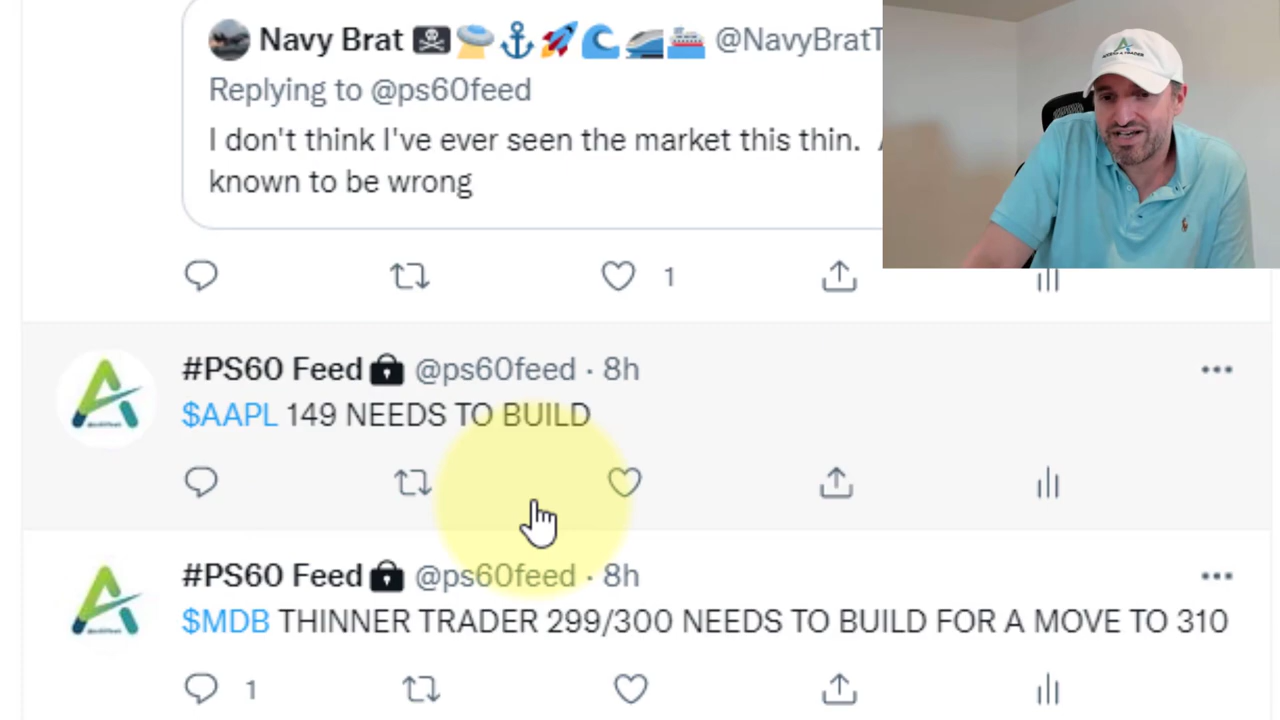 Navy Brat @NavyBratT
Replying to @ps60feed
I don't think I've ever seen the market this thin.
known to be wrong
1
#PS60 Feed @ps60feed · 8h
$AAPL 149 NEEDS TO BUILD
#PS60 Feed @ps60feed · 8h
$MDB THINNER TRADER 299/300 NEEDS TO BUILD FOR A MOVE TO 310
1